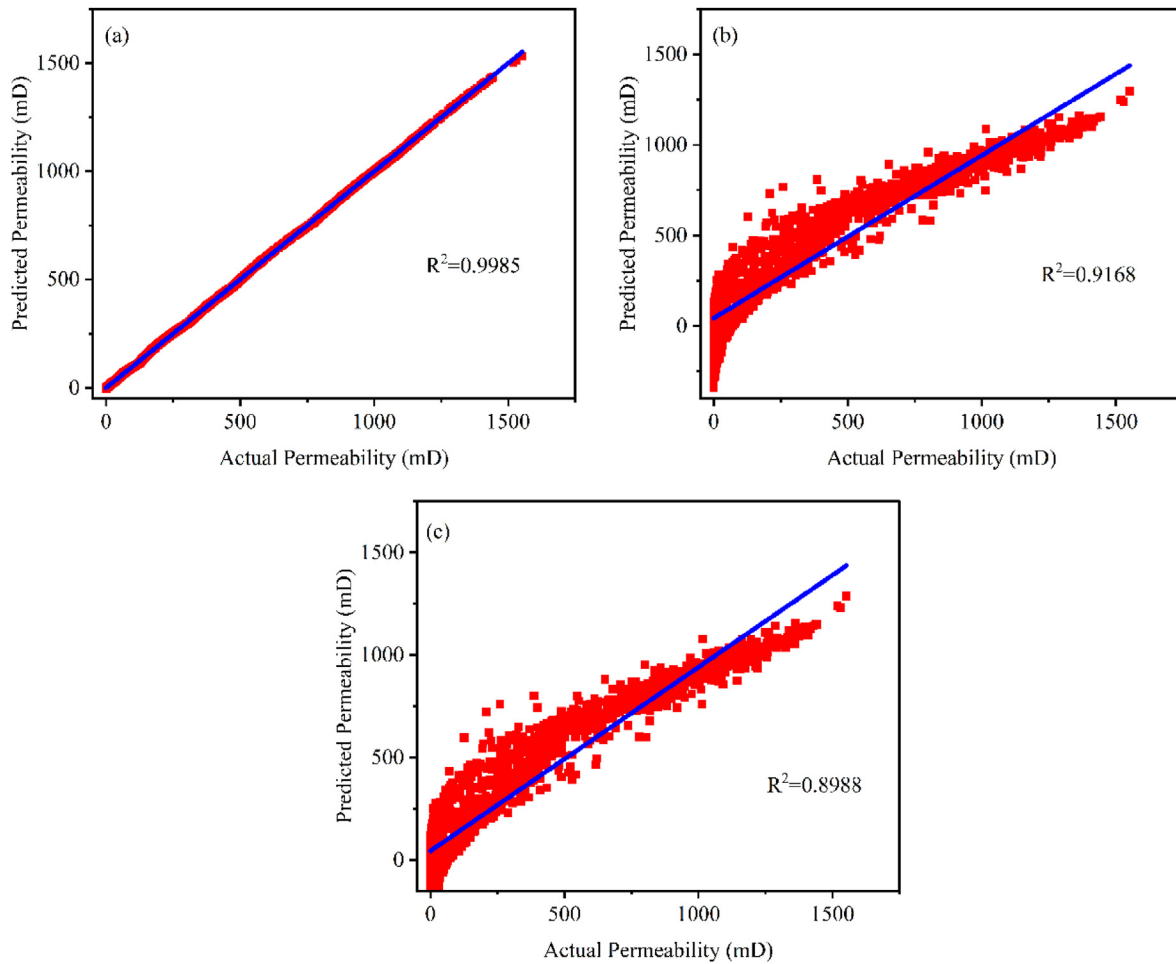 (a)
Predicted Permeability (mD)
1500
1000
500
0
R²=0.9985
0 500 1000 1500
Actual Permeability (mD)
(b)
Predicted Permeability (mD)
1500
1000
500
0
R²=0.9168
0 500 1000 1500
Actual Permeability (mD)
(c)
Predicted Permeability (mD)
1500
1000
500
0
R²=0.8988
0 500 1000 1500
Actual Permeability (mD)